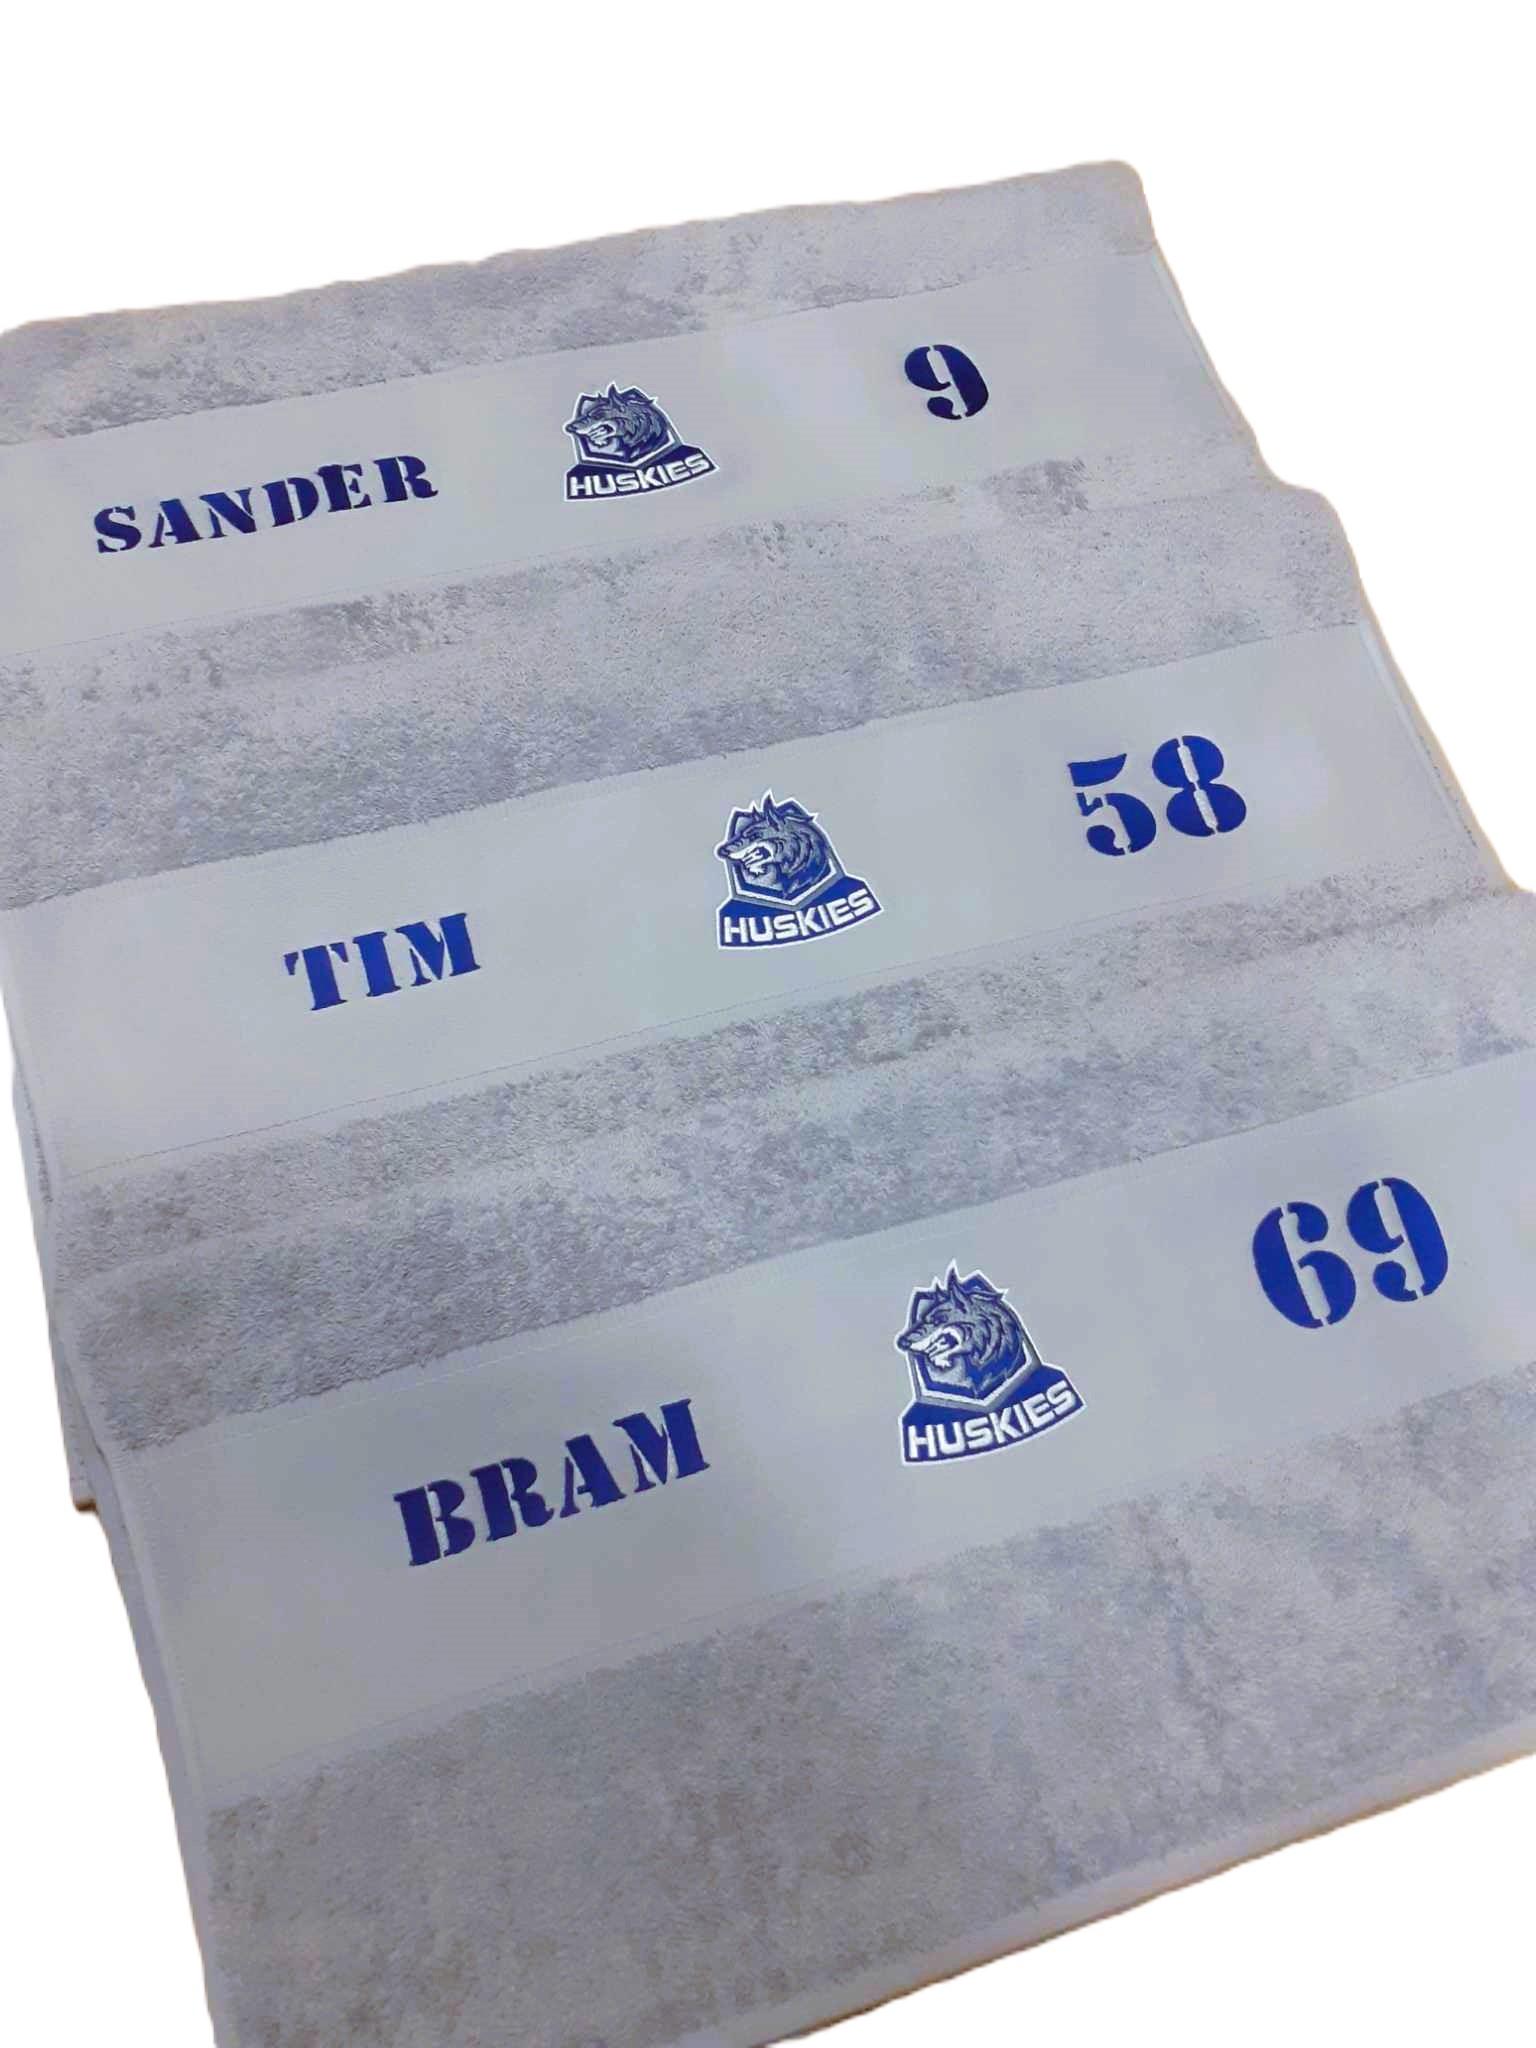 SANDER HUSKIES 9
TIM HUSKIES 58
BRAM HUSKIES 69